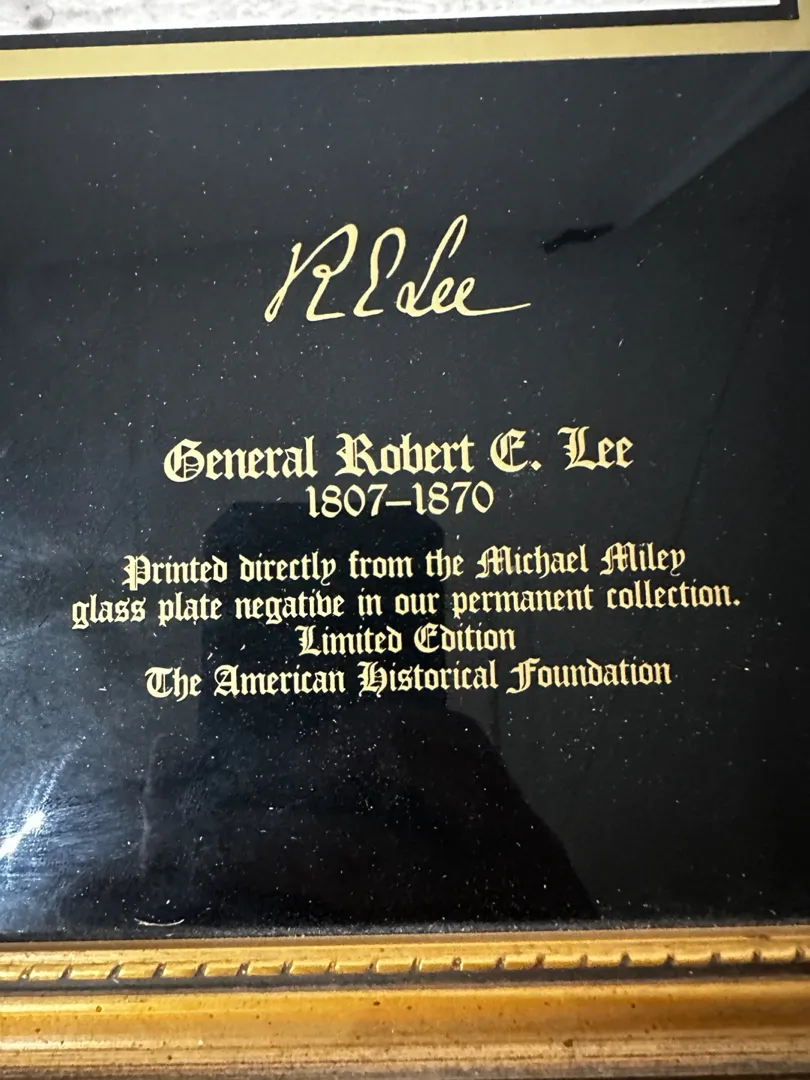 R E Lee
General Robert E. Lee
1807–1870
Printed directly from the Michael Miley
glass plate negative in our permanent collection.
Limited Edition
The American Historical Foundation